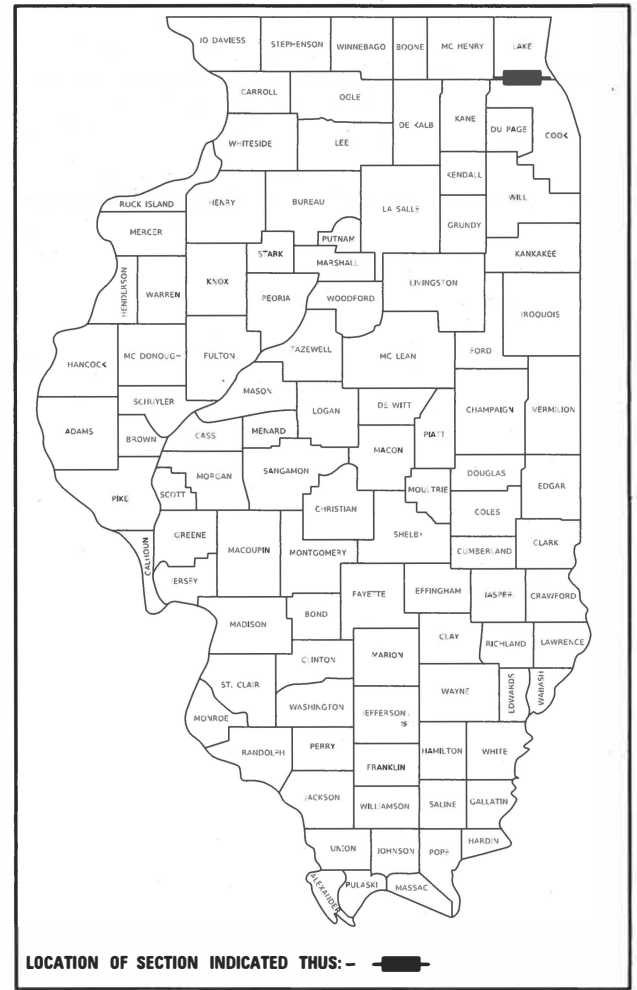 JO DAVIESS STEPHENSON WINNEBAGO BOONE MC HENRY LAKE
CARROLL OGLE DE KALB KANE DU PAGE COOK
WHITESIDE LEE
KENDALL WILL
ROCK ISLAND HENRY BUREAU LA SALLE
MERCER PUTNAM GRUNDY
STARK MARSHALL KANKAKEE
HENDERSON WARREN KNOX PEORIA WOODFORD LIVINGSTON IROQUOIS
HANCOCK MC DONOUGH FULTON TAZEWELL MC LEAN FORD
MASON
SCHUYLER LOGAN DE WITT CHAMPAIGN VERMILION
ADAMS BROWN CASS MENARD PIATT
MACON
MORGAN SANGAMON DOUGLAS
PIKE SCOTT MOULTRIE EDGAR
CHRISTIAN COLES
GREENE MACOUPIN MONTGOMERY SHELBY CLARK
CALHOUN CUMBERLAND
JERSEY FAYETTE EFFINGHAM JASPER CRAWFORD
MADISON BOND
CLAY RICHLAND LAWRENCE
CLINTON MARION
ST. CLAIR WAYNE EDWARDS WABASH
MONROE WASHINGTON JEFFERSON
RANDOLPH PERRY HAMILTON WHITE
FRANKLIN
JACKSON WILLIAMSON SALINE GALLATIN
UNION JOHNSON POPE HARDIN
ALEXANDER PULASKI MASSAC
LOCATION OF SECTION INDICATED THUS:-